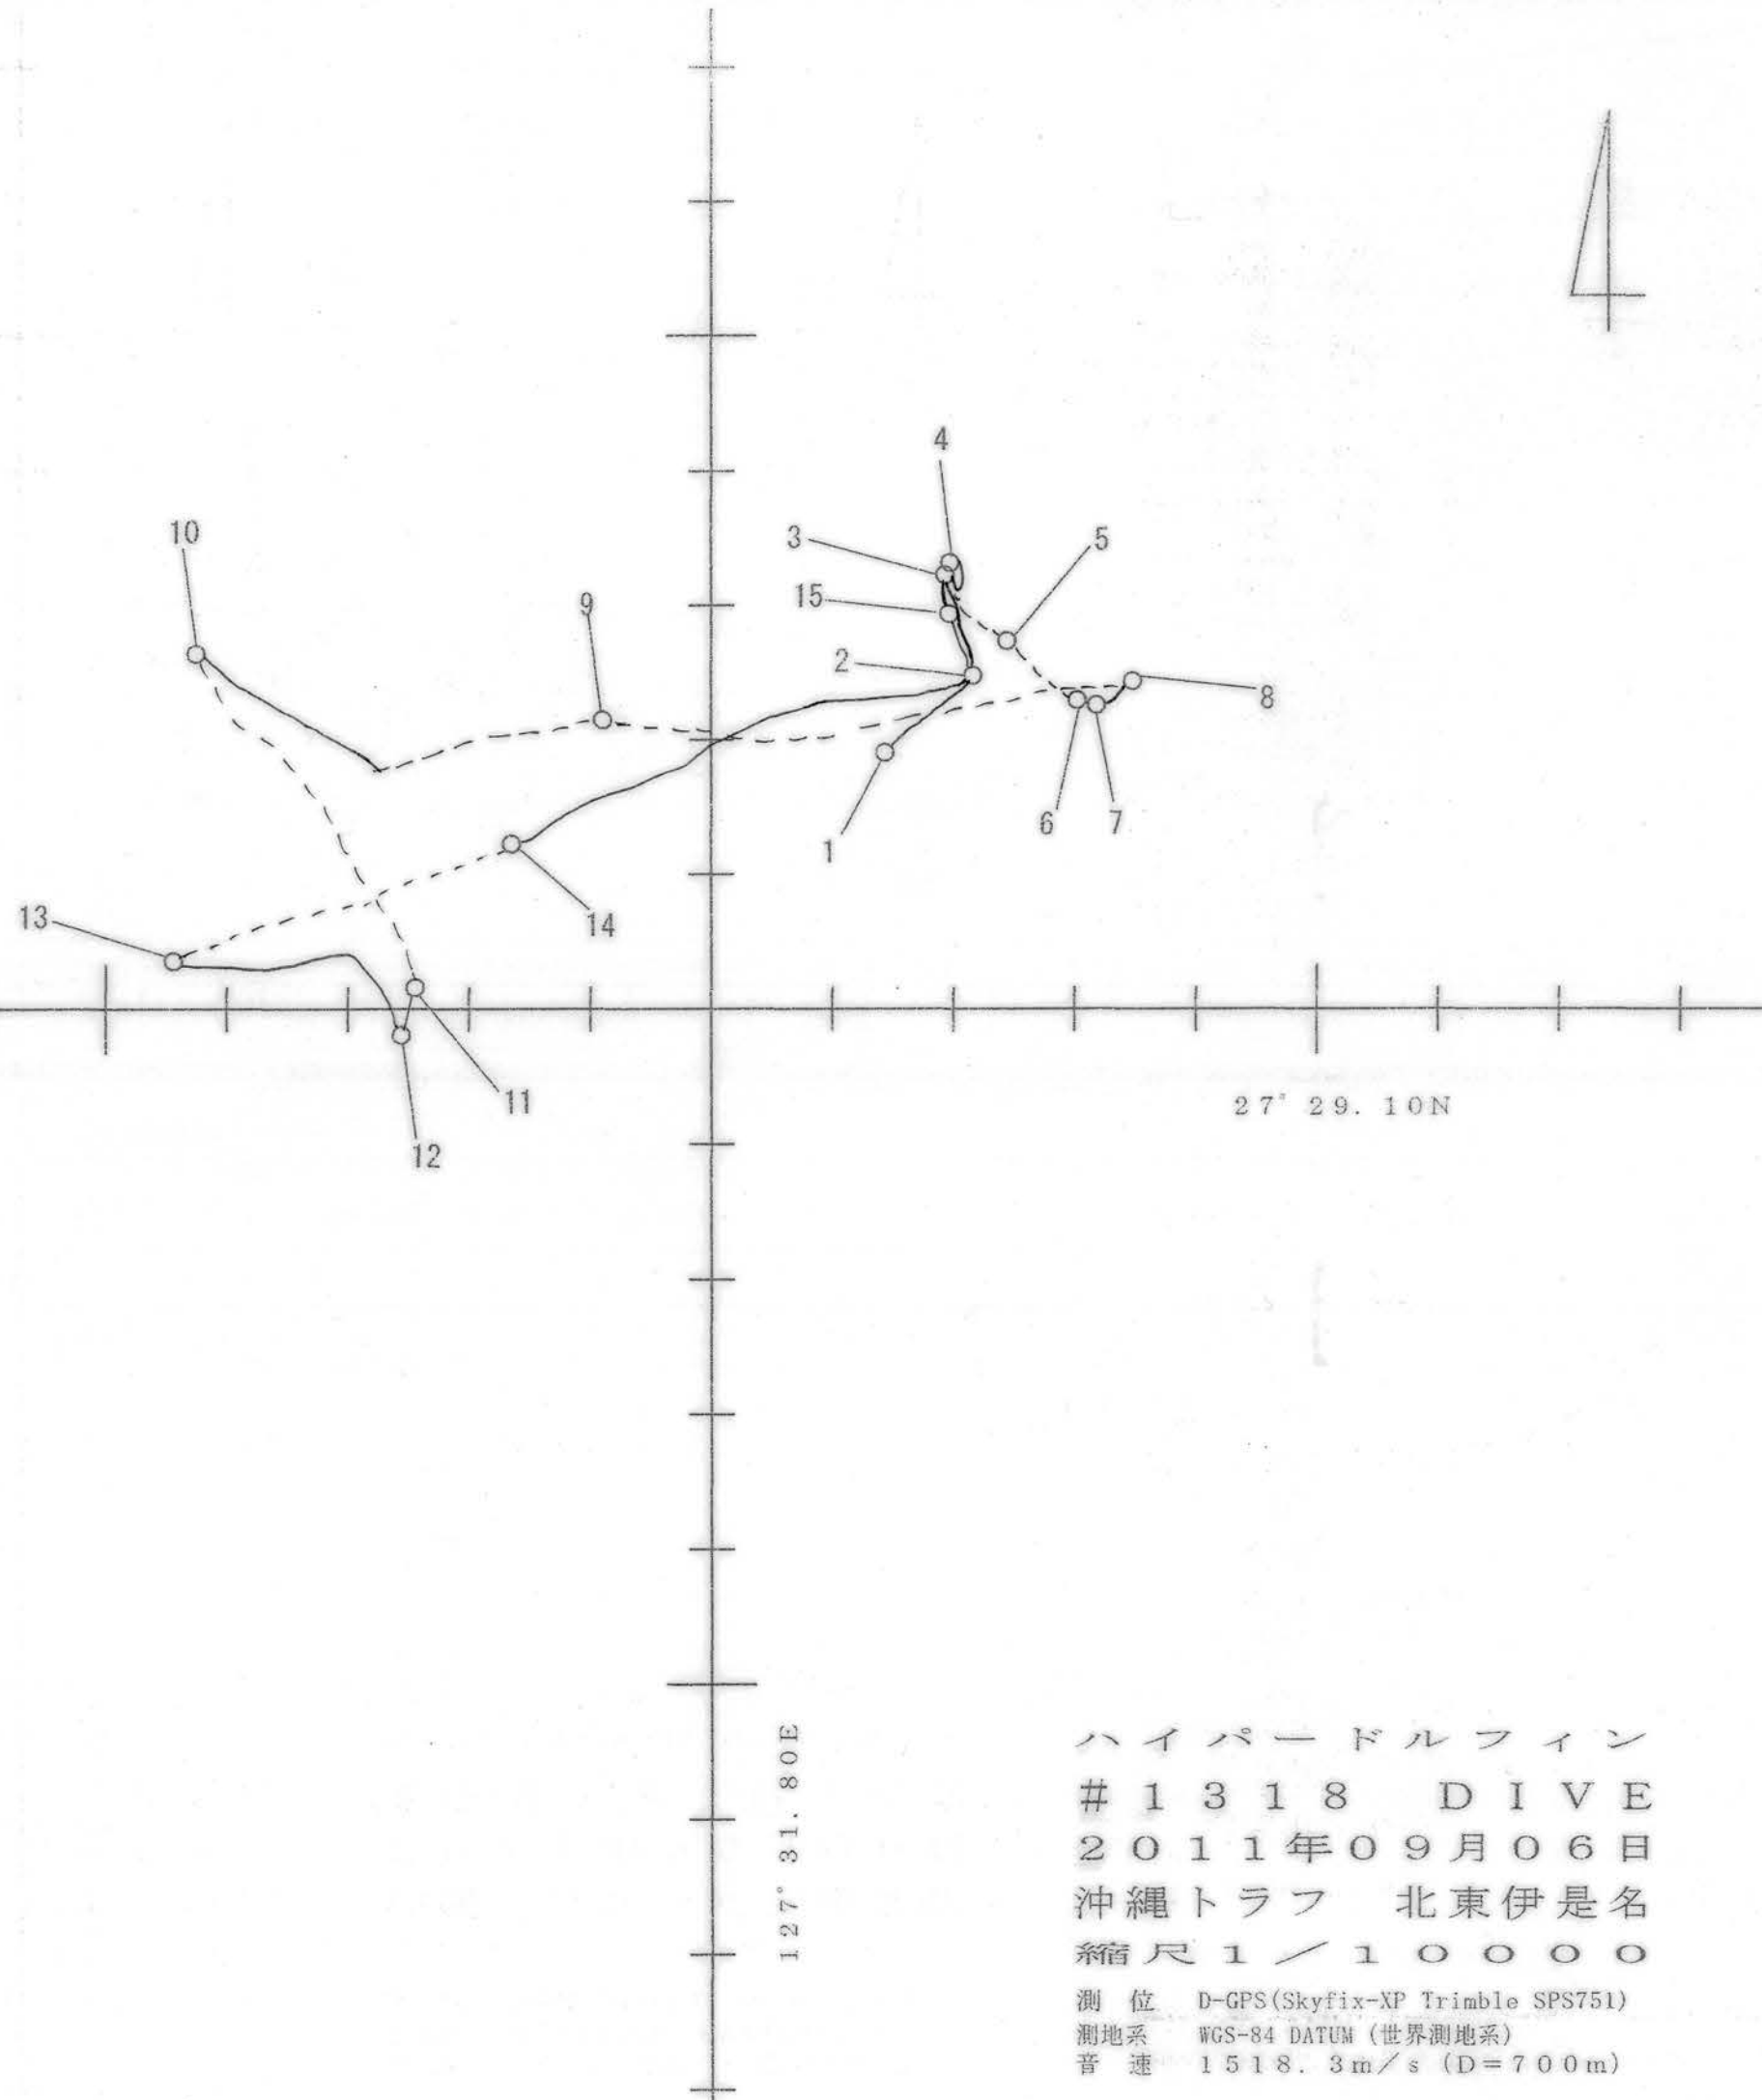 4
10
3
5
9
15
2
8
6
7
1
13
14
11
27° 29. 10N
12
127° 31. 80E
ハイパードルフィン
#1318 DIVE
2011年09月06日
沖縄トラフ 北東伊是名
縮尺1/10000
測 位 D-GPS(Skyfix-XP Trimble SPS751)
測地系 WGS-84 DATUM (世界測地系)
音 速 1518. 3m/s (D=700m)